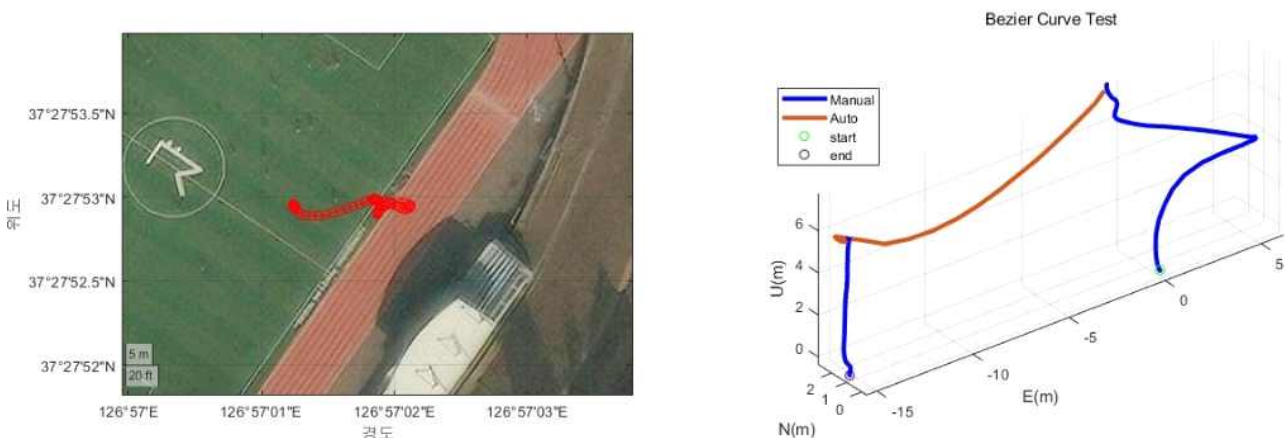 37°27'53.5"N
37°27'53"N
37°27'52.5"N
37°27'52"N
위도
5 m
20 ft
126°57'E
126°57'01"E
126°57'02"E
126°57'03"E
경도
Bezier Curve Test
Manual
Auto
start
end
6
4
2
0
U(m)
2
1
0
N(m)
-15
-10
-5
0
5
E(m)